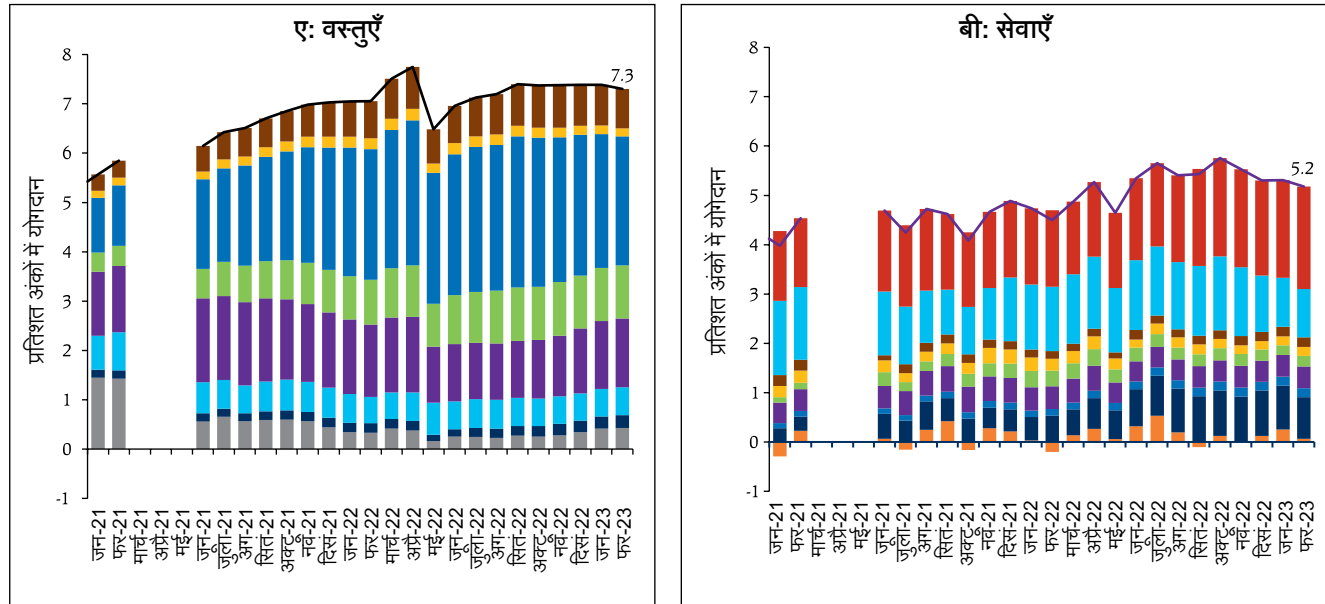 ए: वस्तुएँ
प्रतिशत अंकों में योगदान
8
7
6
5
4
3
2
1
0
-1
7.3
जन-21
फर-21
मार्च-21
अप्रै-21
मई-21
जून-21
जुला-21
अग-21
सित-21
अक्ट्-21
नवं-21
दिसं-21
जन-22
फर-22
मार्च-22
अप्रै-22
मई-22
जून-22
जुला-22
अग-22
सितं-22
अक्टू-22
नवं-22
दिसं-22
जन-23
फर-23
बी: सेवाएँ
प्रतिशत अंकों में योगदान
8
7
6
5
4
3
2
1
0
-1
5.2
जन-21
फर-21
मार्च-21
अप्रै-21
मई-21
जून-21
जुला-21
अग-21
सित-21
अक्टू-21
नवं-21
दिसं-21
जन-22
फर-22
मार्च-22
अप्रै-22
मई-22
जून-22
जुला-22
अग-22
सितं-22
अक्टू-22
नवं-22
दिसं-22
जन-23
फर-23